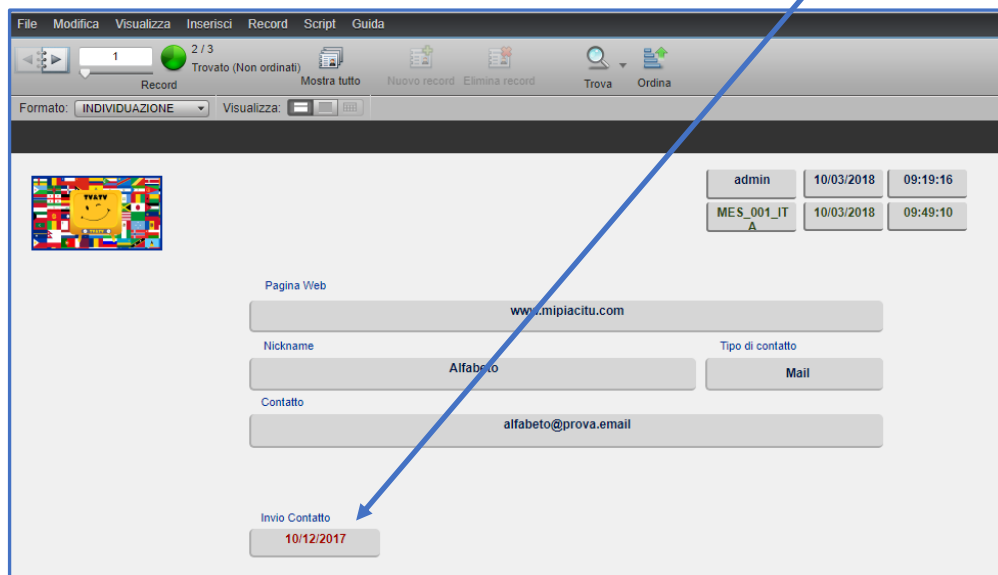 File Modifica Visualizza Inserisci Record Script Guida
1
2 / 3
Trovato (Non ordinati)
Record
Mostra tutto
Nuovo record
Elimina record
Trova
Ordina
Formato: INDIVIDUAZIONE Visualizza:
TVATV
admin 10/03/2018 09:19:16
MES_001_IT
A
10/03/2018 09:49:10
Pagina Web
www.mipiacitu.com
Nickname Tipo di contatto
Alfabeto Mail
Contatto
alfabeto@prova.email
Invio Contatto
10/12/2017